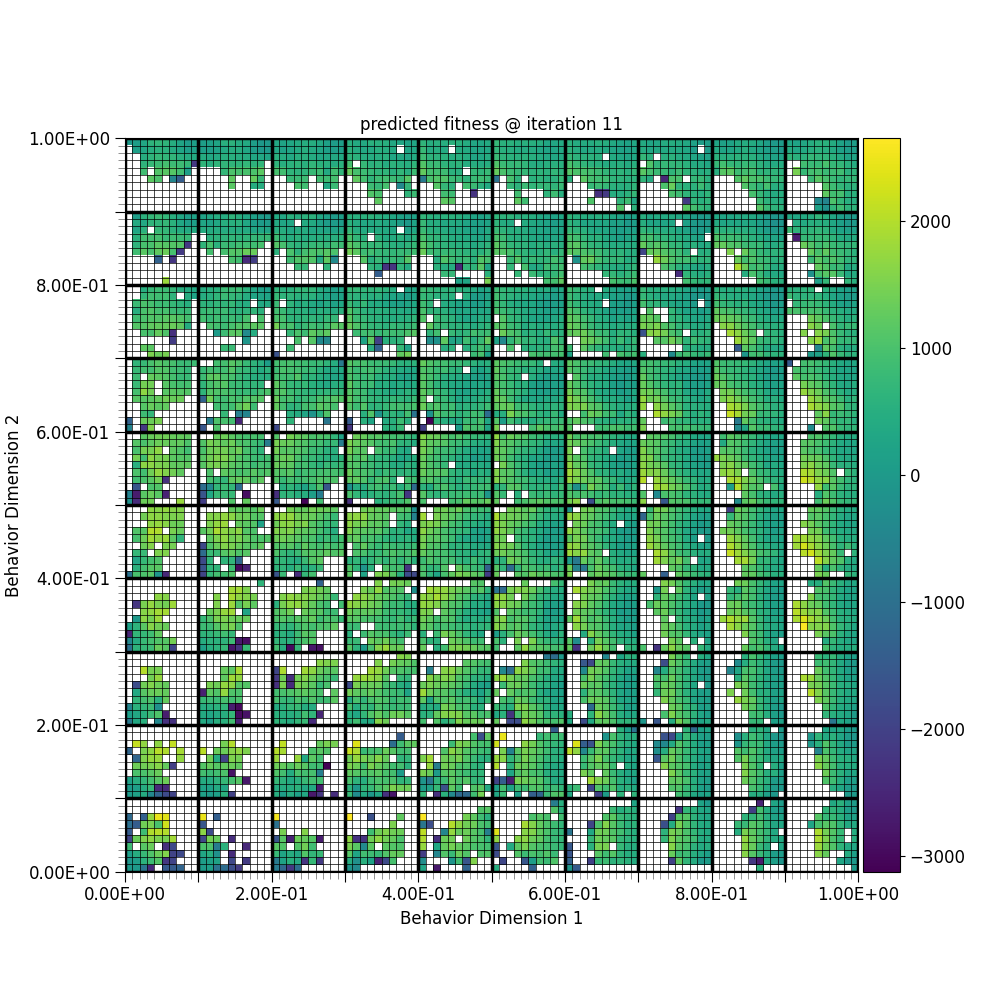 predicted fitness @ iteration 11
1.00E+00
8.00E-01
6.00E-01
4.00E-01
2.00E-01
0.00E+00
Behavior Dimension 2
0.00E+00 2.00E-01 4.00E-01 6.00E-01 8.00E-01 1.00E+00
Behavior Dimension 1
2000
1000
0
−1000
−2000
−3000